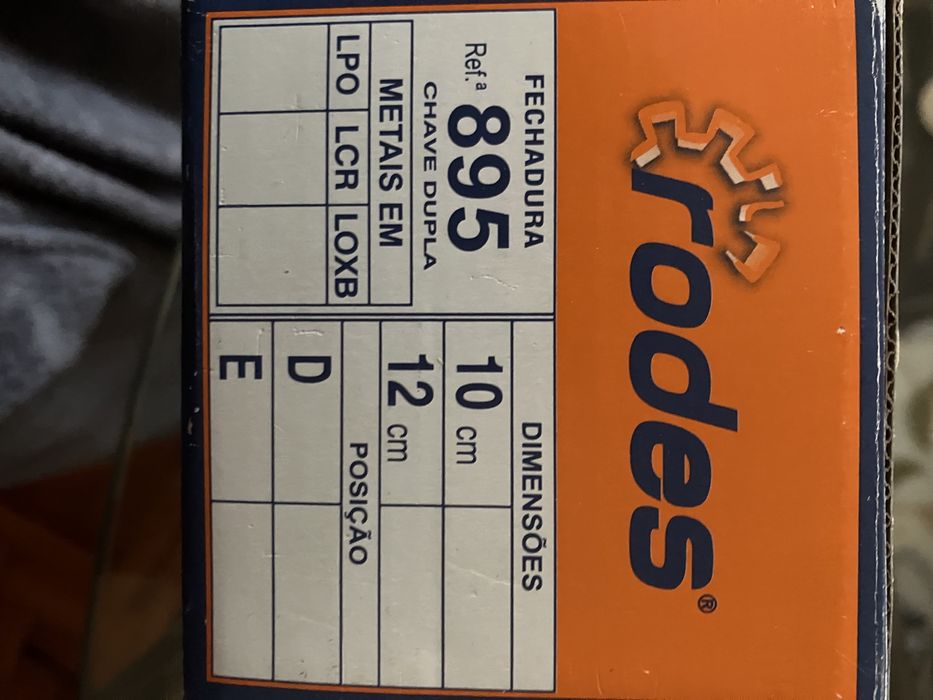 rodes®
FECHADURA
Ref.ª 895
CHAVE DUPLA
METAIS EM
LPO LCR LOXB
DIMENSÕES
10 cm
12 cm
POSIÇÃO
D
E